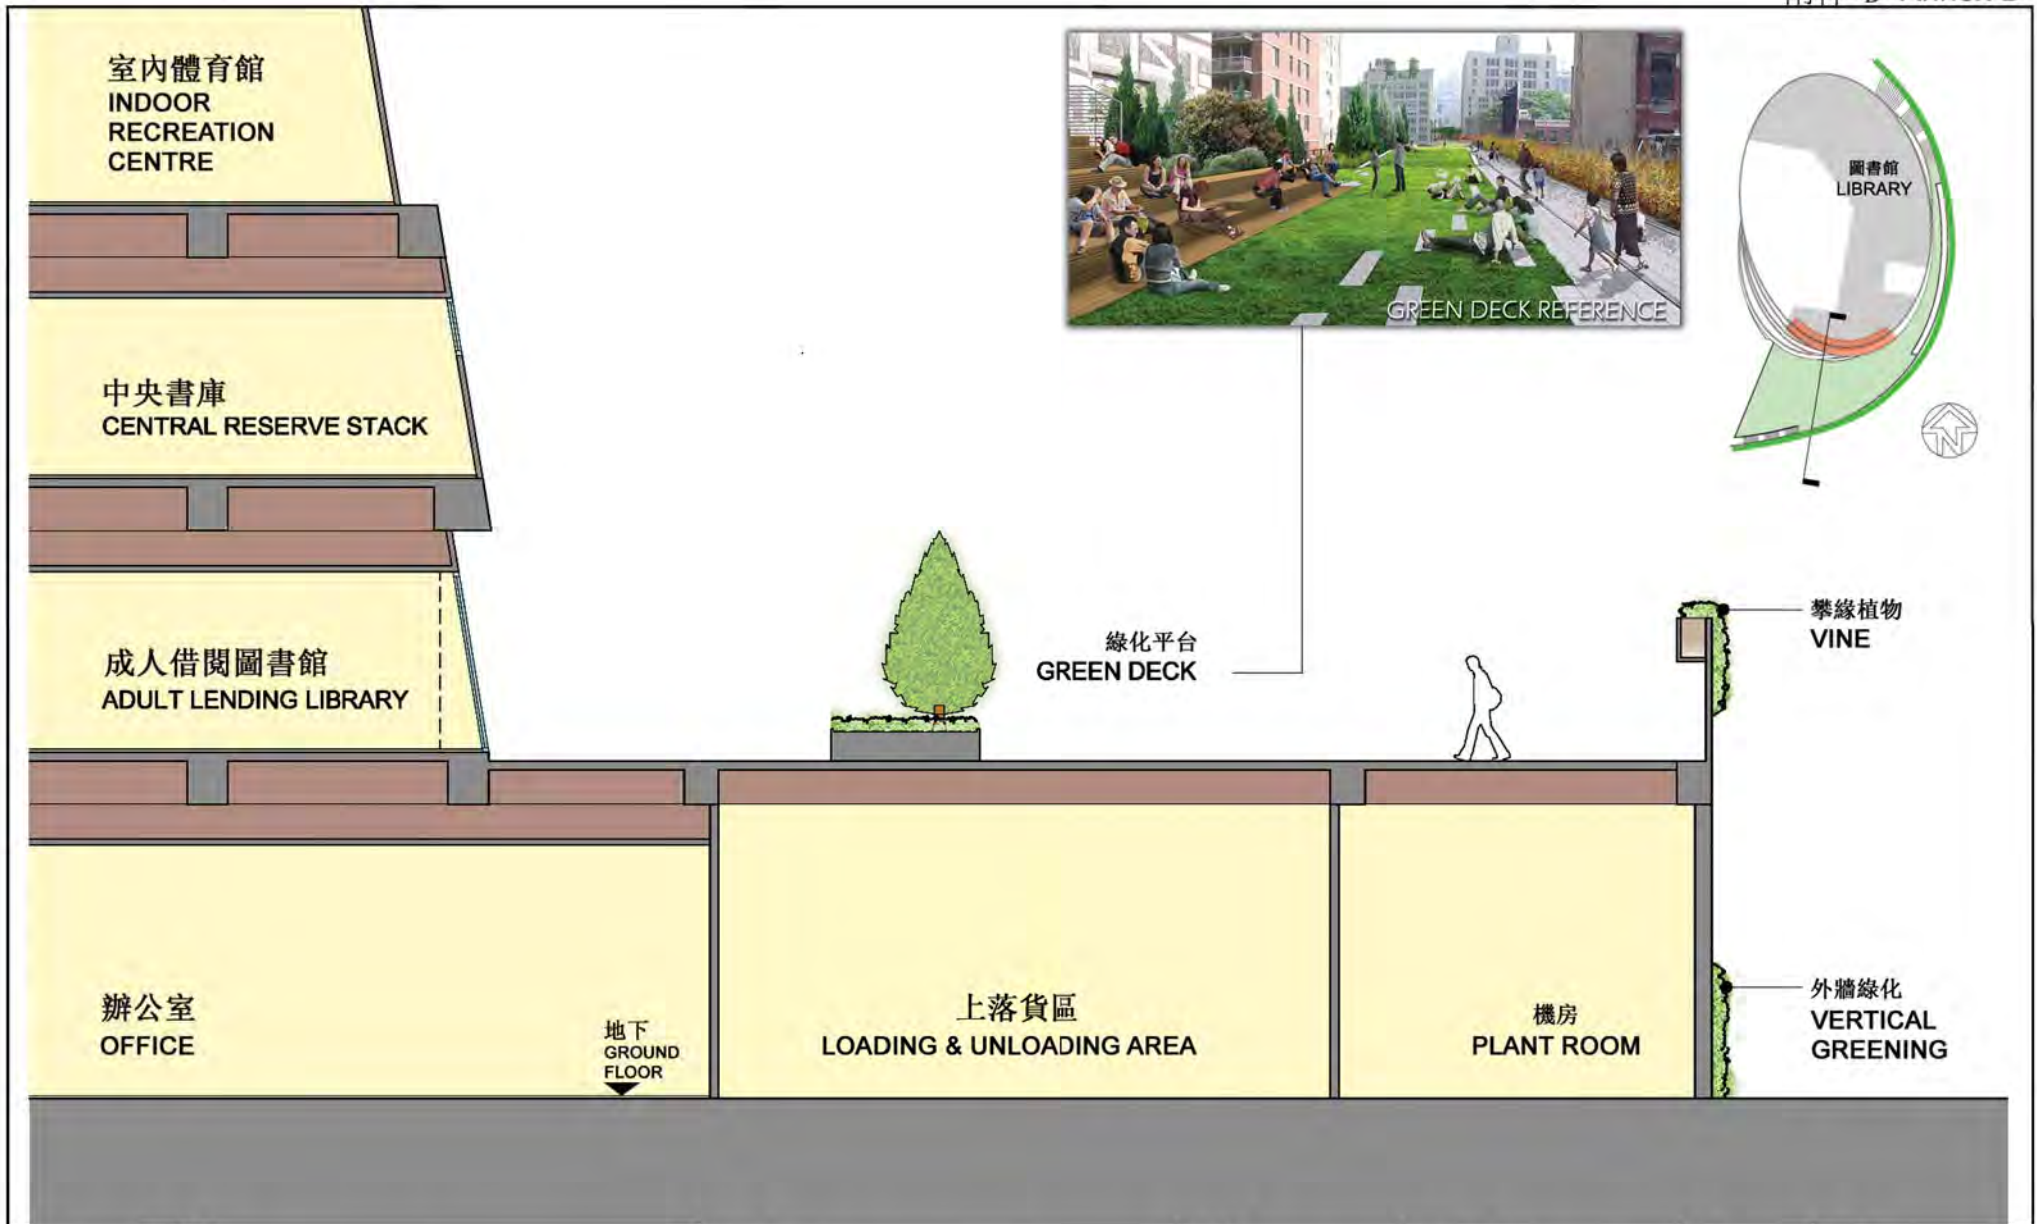 室內體育館
INDOOR
RECREATION
CENTRE
GREEN DECK REFERENCE
圖書館
LIBRARY
N
中央書庫
CENTRAL RESERVE STACK
成人借閱圖書館
ADULT LENDING LIBRARY
綠化平台
GREEN DECK
攀緣植物
VINE
辦公室
OFFICE
地下
GROUND
FLOOR
上落貨區
LOADING & UNLOADING AREA
機房
PLANT ROOM
外牆綠化
VERTICAL
GREENING